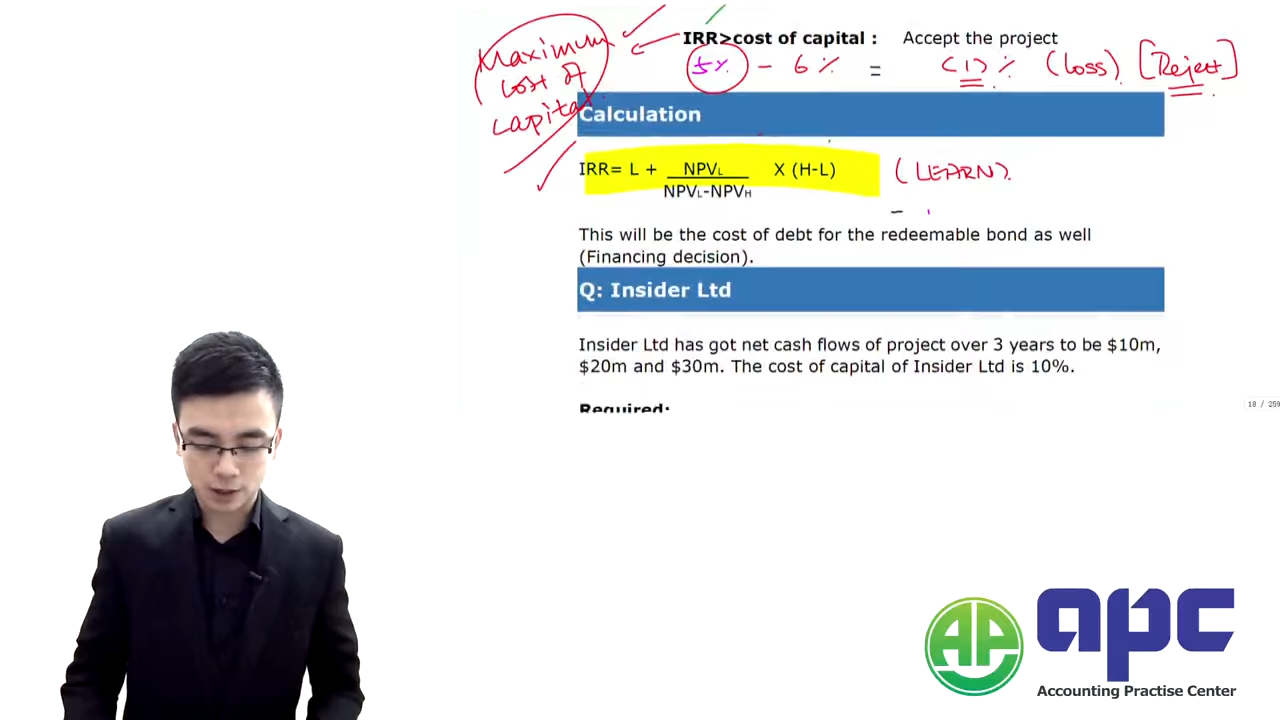 IRR>cost of capital : Accept the project
Maximum cost of capital
5% - 6% = (1)% (loss) [Reject]
Calculation
IRR= L + NPVL X (H-L) (LEARN).
NPVL-NPVH
This will be the cost of debt for the redeemable bond as well
(Financing decision).
Q: Insider Ltd
Insider Ltd has got net cash flows of project over 3 years to be $10m,
$20m and $30m. The cost of capital of Insider Ltd is 10%.
Required:
10 / 259
AP
apc
Accounting Practise Center